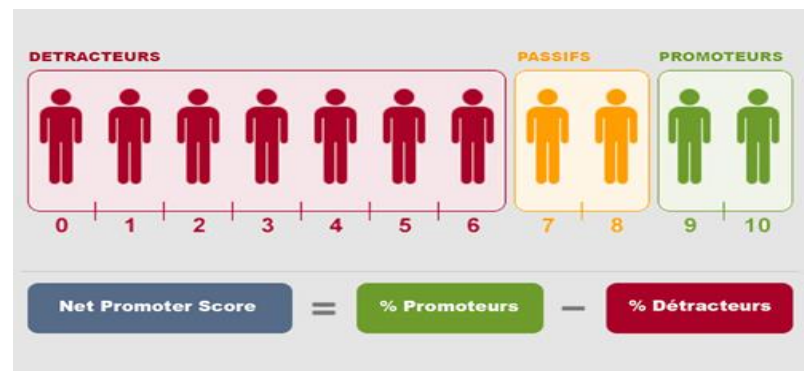 DETRACTEURS PASSIFS PROMOTEURS
0 1 2 3 4 5 6 7 8 9 10
Net Promoter Score = % Promoteurs − % Détracteurs